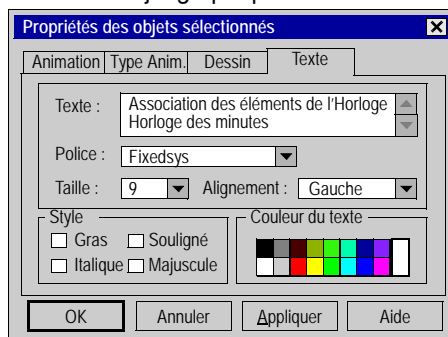 Propriétés des objets sélectionnés
Animation Type Anim. Dessin Texte
Texte : Association des éléments de l'Horloge
Horloge des minutes
Police : Fixedsys
Taille : 9 Alignement : Gauche
Style Couleur du texte
Gras Souligné
Italique Majuscule
OK Annuler Appliquer Aide